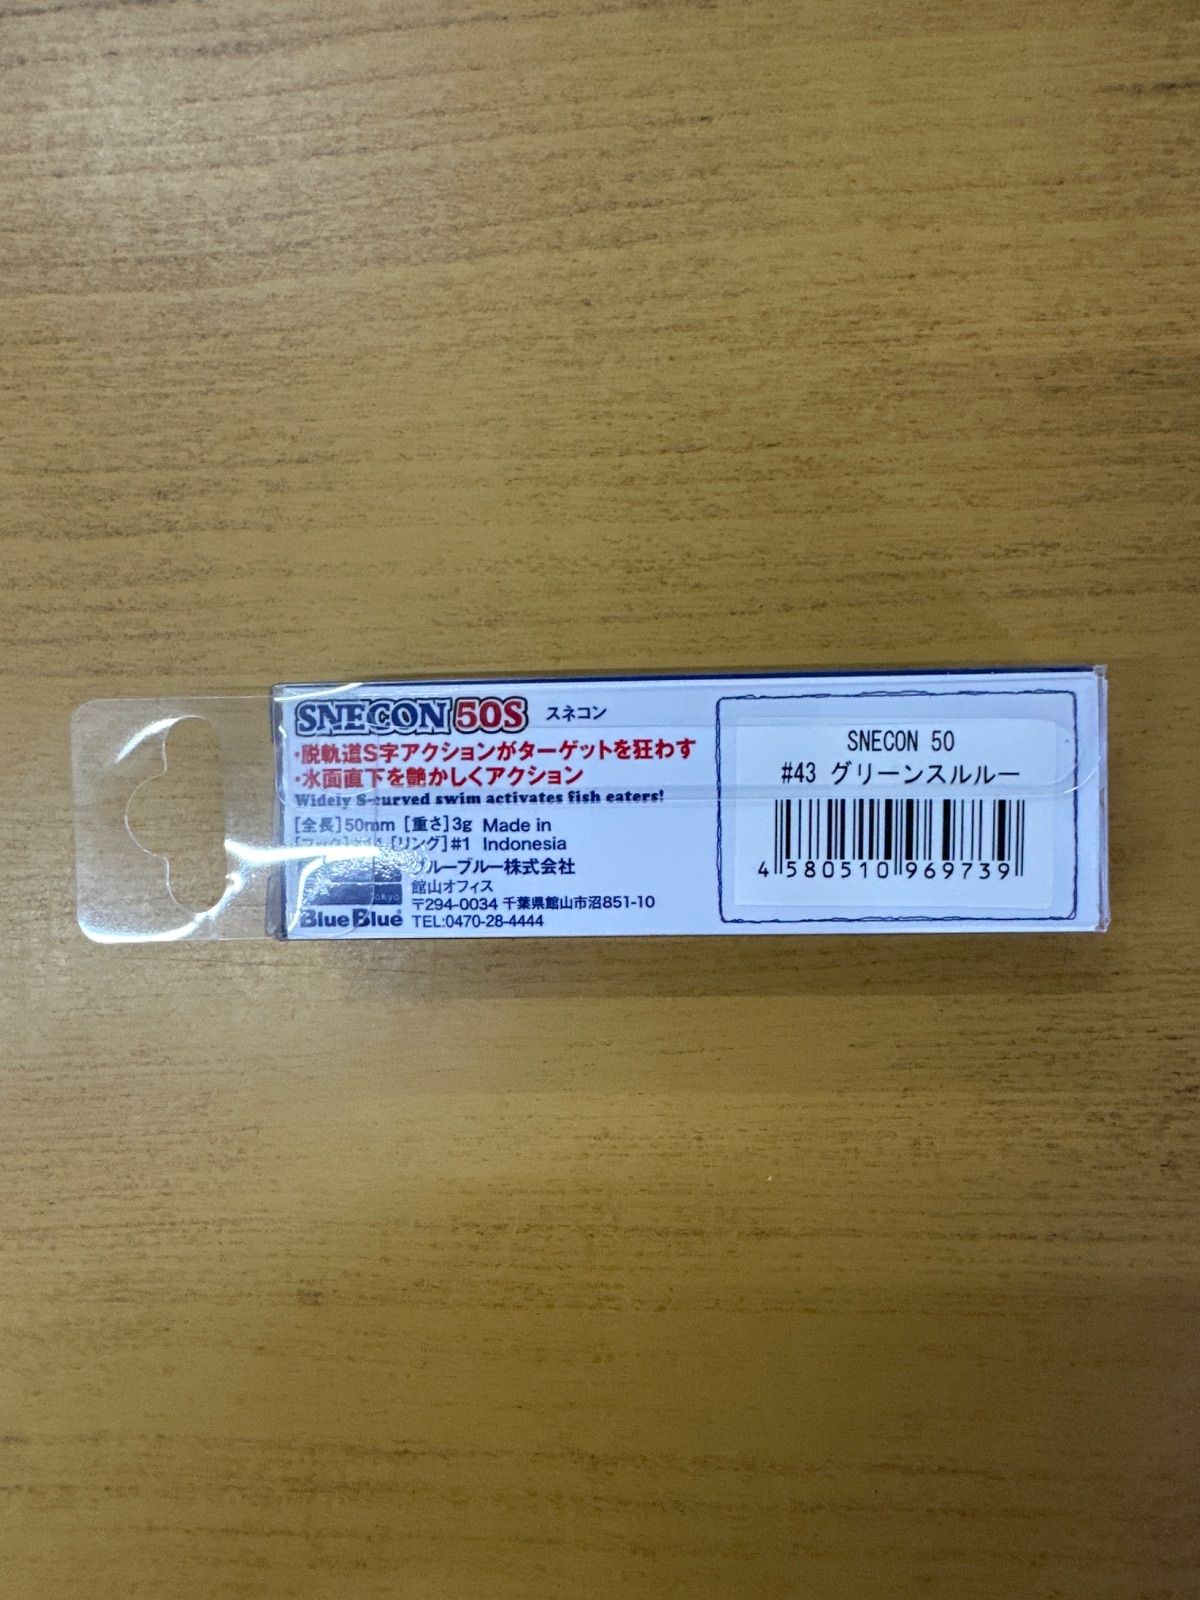 SNECON 50S スネコン
・脱軌道S字アクションがターゲットを狂わす
・水面直下を艶かしくアクション
Widely S-curved swim activates fish eaters!
[全長]50mm [重さ]3g Made in
[リング]#1 Indonesia
ブルーブルー株式会社
館山オフィス
〒294-0034 千葉県館山市沼851-10
BlueBlue TEL:0470-28-4444
SNECON 50
#43 グリーンスルルー
4 580510 969739